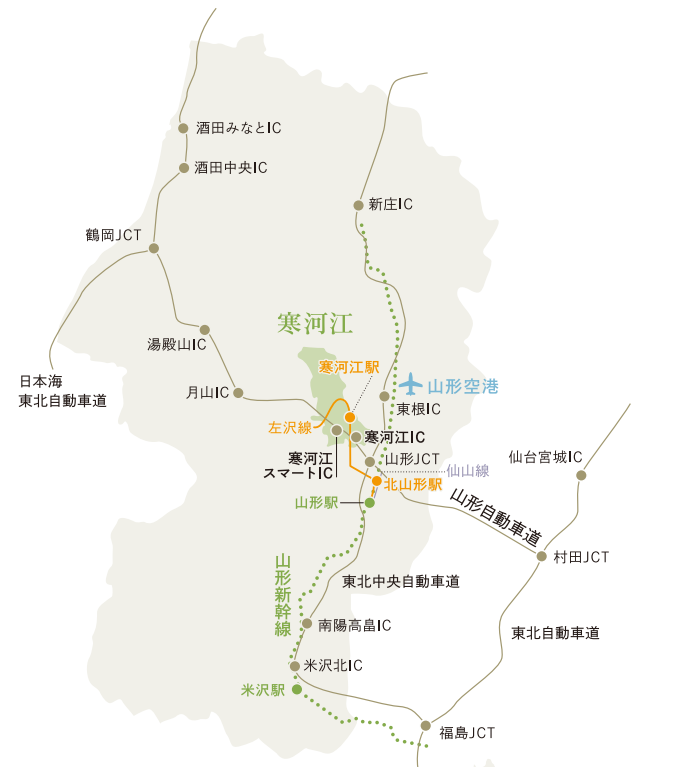 酒田みなとIC
酒田中央IC
新庄IC
鶴岡JCT
寒河江
湯殿山IC
寒河江駅
日本海
東北自動車道
月山IC
山形空港
東根IC
左沢線
寒河江IC
寒河江
スマートIC
山形JCT
仙山線
仙台宮城IC
北山形駅
山形駅
山形自動車道
村田JCT
山形新幹線
東北中央自動車道
南陽高畠IC
東北自動車道
米沢北IC
米沢駅
福島JCT